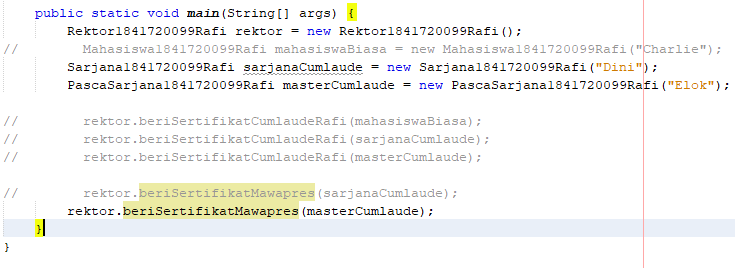 public static void main(String[] args) {
Rektor1841720099Rafi rektor = new Rektor1841720099Rafi();
// Mahasiswa1841720099Rafi mahasiswaBiasa = new Mahasiswa1841720099Rafi("Charlie");
Sarjana1841720099Rafi sarjanaCumlaude = new Sarjana1841720099Rafi("Dini");
PascaSarjana1841720099Rafi masterCumlaude = new PascaSarjana1841720099Rafi("Elok");
// rektor.beriSertifikatCumlaudeRafi(mahasiswaBiasa);
// rektor.beriSertifikatCumlaudeRafi(sarjanaCumlaude);
// rektor.beriSertifikatCumlaudeRafi(masterCumlaude);
// rektor.beriSertifikatMawapres(sarjanaCumlaude);
rektor.beriSertifikatMawapres(masterCumlaude);
}
}